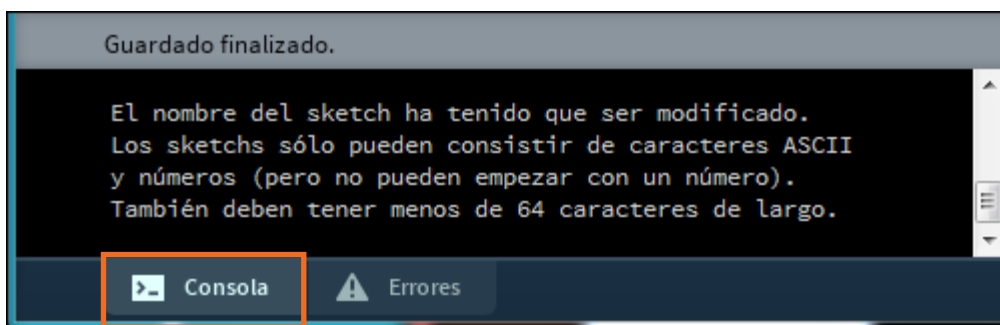 Guardado finalizado.
El nombre del sketch ha tenido que ser modificado.
Los sketchs sólo pueden consistir de caracteres ASCII
y números (pero no pueden empezar con un número).
También deben tener menos de 64 caracteres de largo.
Consola Errores